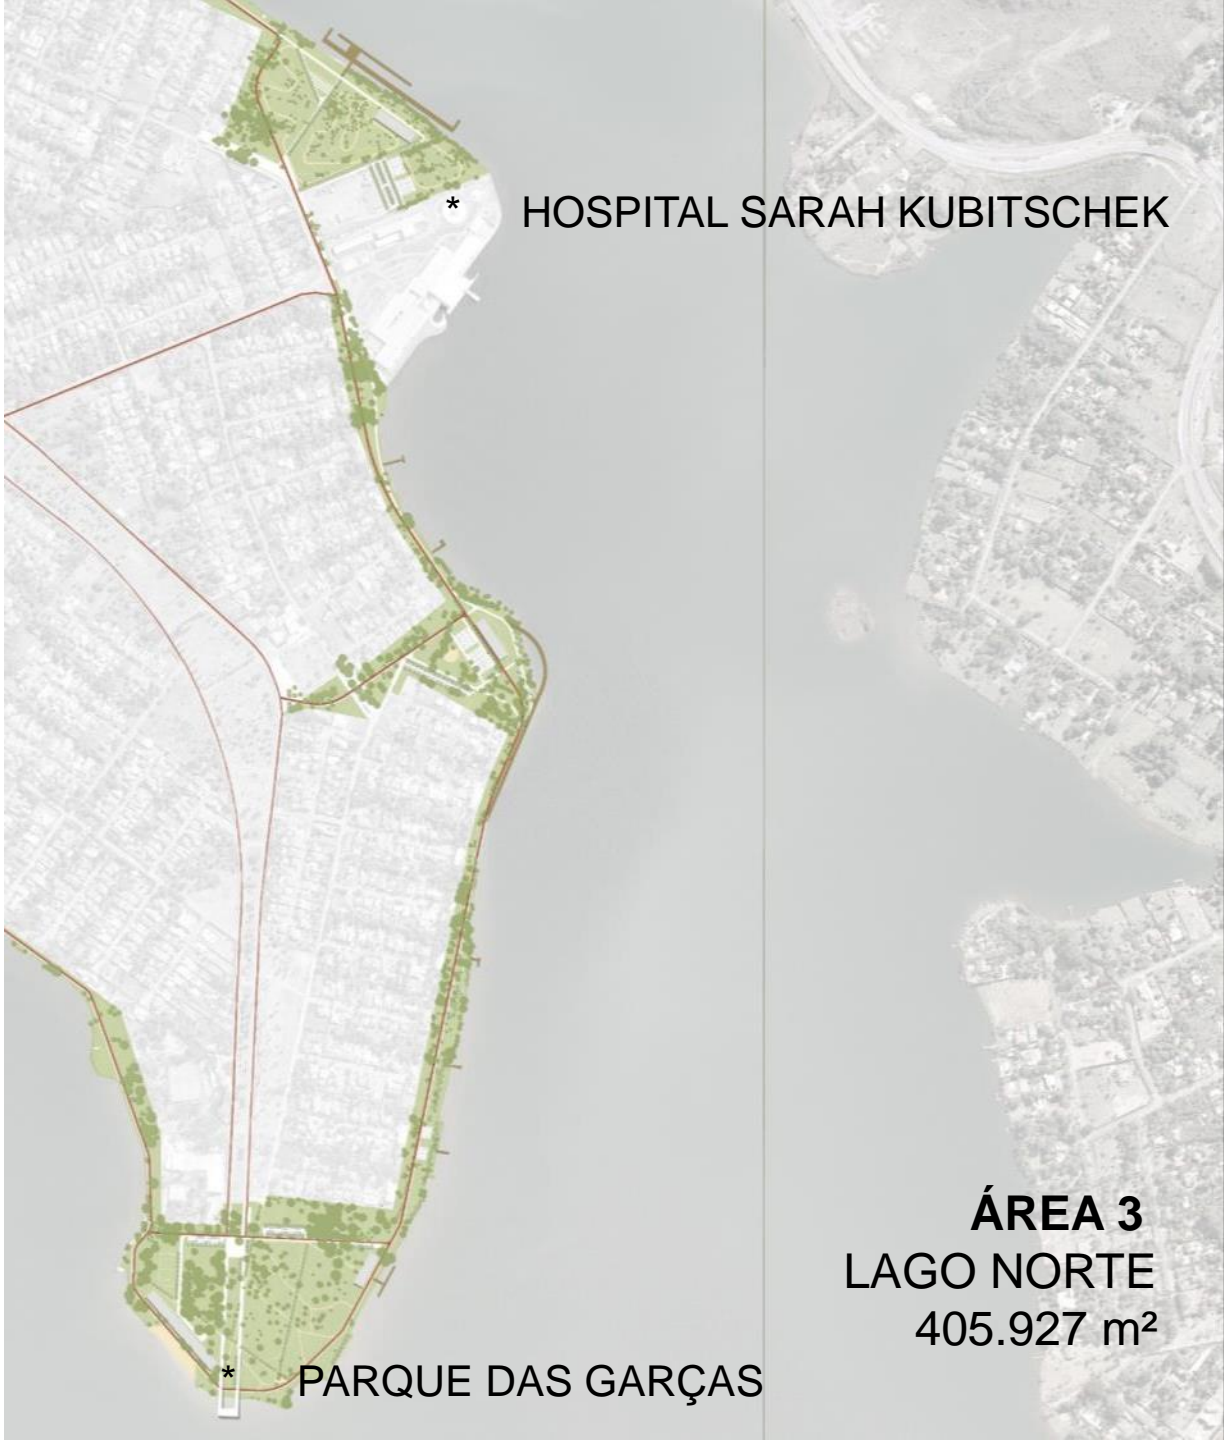 * HOSPITAL SARAH KUBITSCHEK
ÁREA 3
LAGO NORTE
405.927 m²
* PARQUE DAS GARÇAS